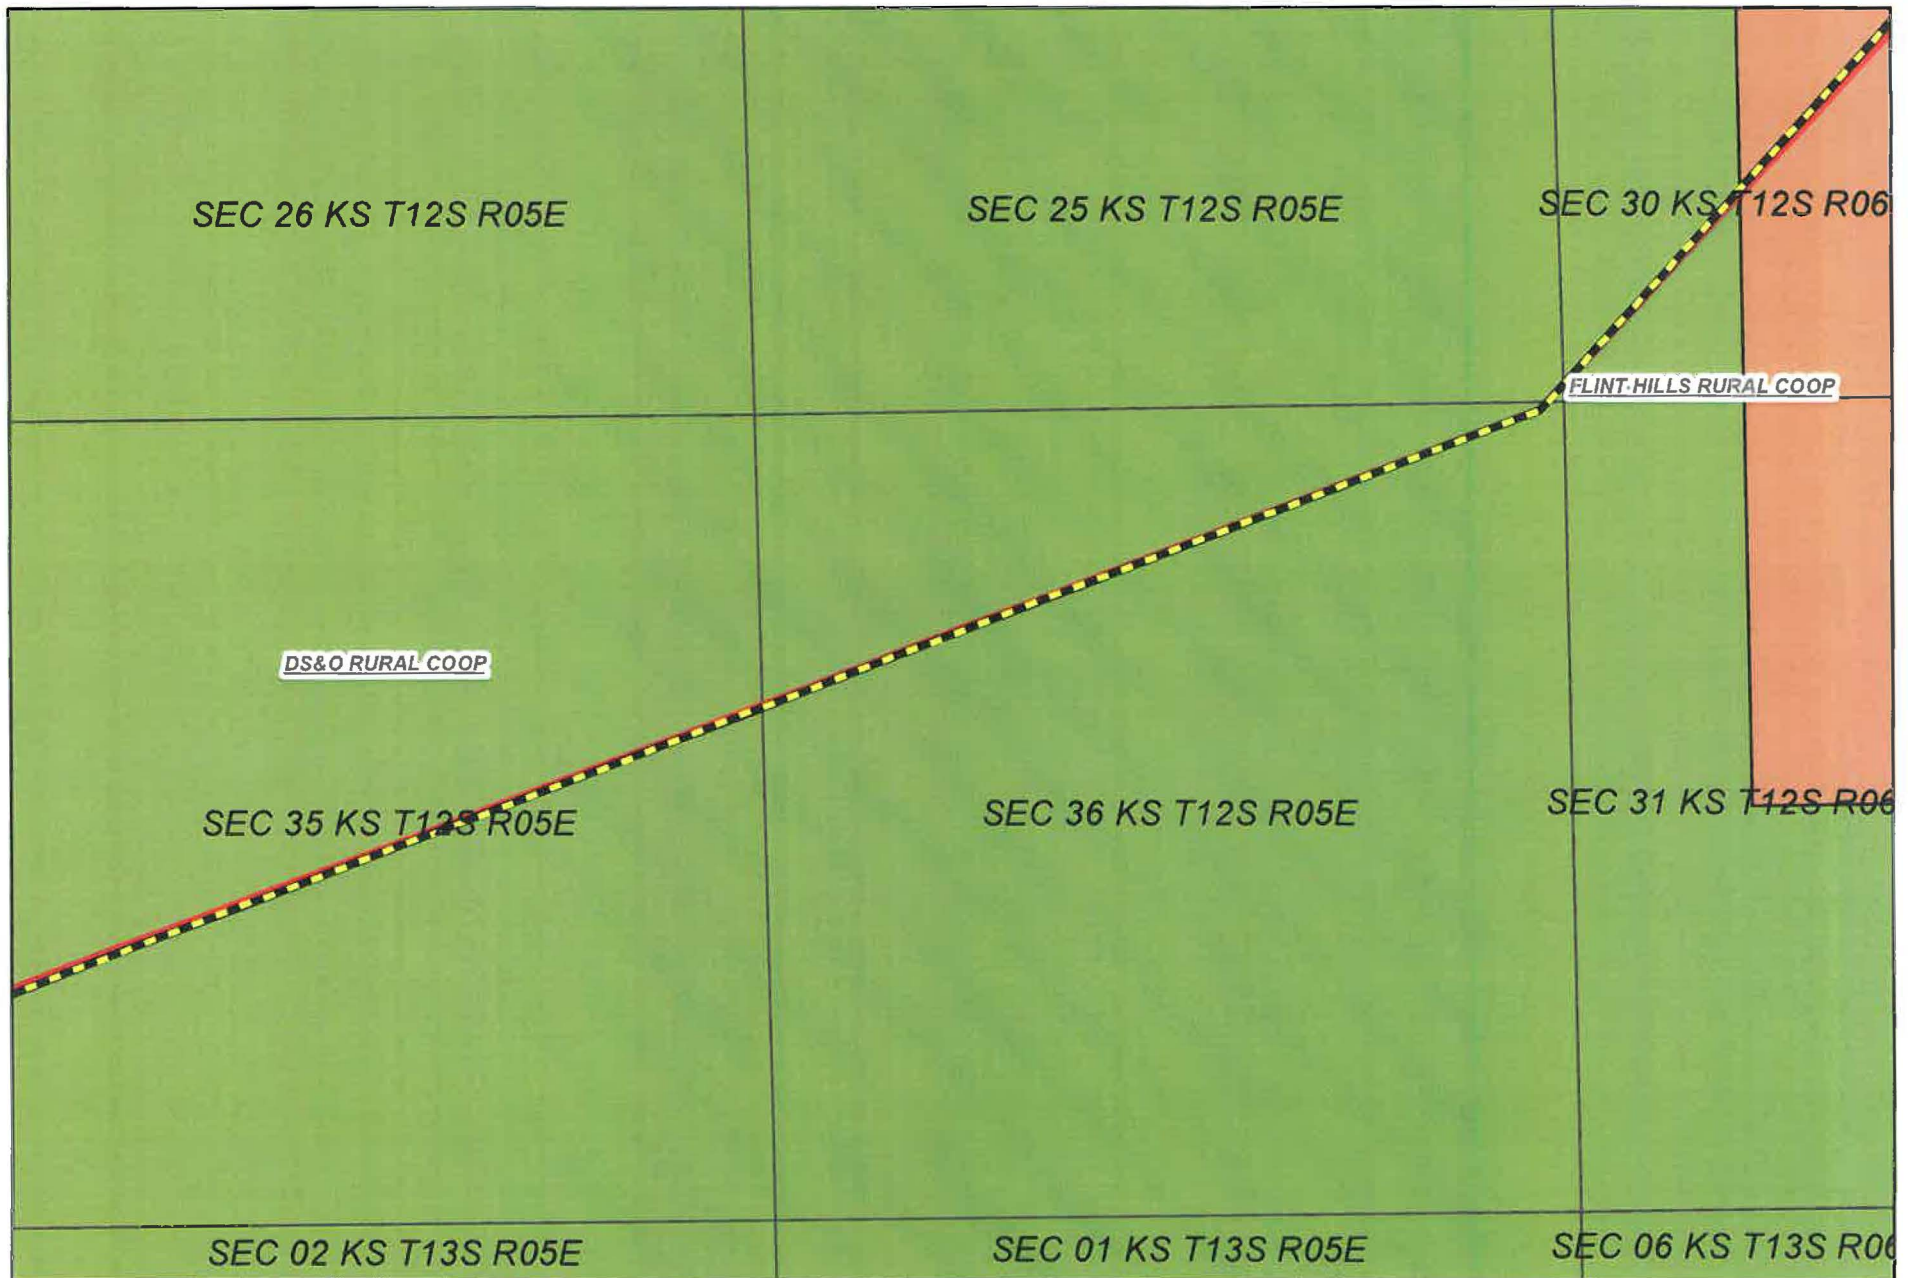 SEC 26 KS T12S R05E
SEC 25 KS T12S R05E
SEC 30 KS T12S R06
FLINT HILLS RURAL COOP
DS&O RURAL COOP
SEC 35 KS T12S R05E
SEC 36 KS T12S R05E
SEC 31 KS T12S R06
SEC 02 KS T13S R05E
SEC 01 KS T13S R05E
SEC 06 KS T13S R06